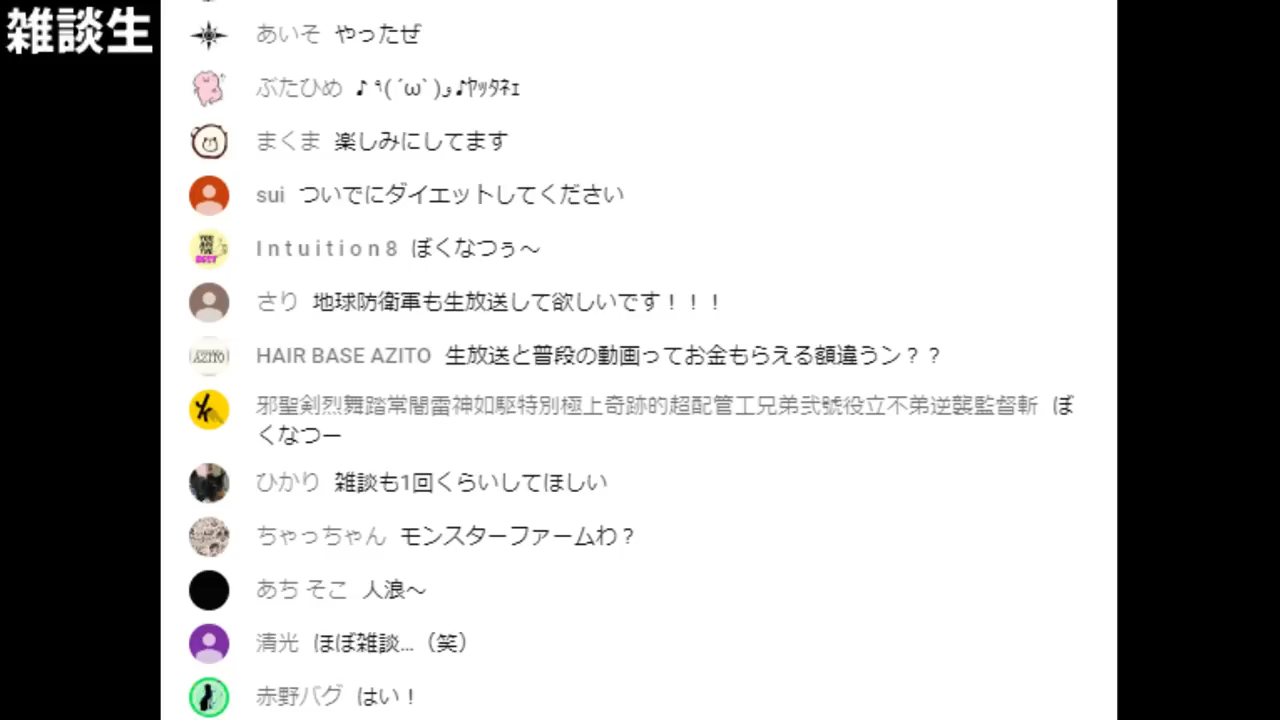 雑談生
あいそ やったぜ
ぶたひめ ♪ ٩( ´ω` )و ♪ﾔｯﾀﾈｪ
まくま 楽しみにしてます
sui ついでにダイエットしてください
YOU ARE THE BEST
I n t u i t i o n 8 ぼくなつぅ〜
さり 地球防衛軍も生放送して欲しいです！！！
AZITO
HAIR BASE AZITO 生放送と普段の動画ってお金もらえる額違うン？？
邪聖剣烈舞踏常闇雷神如駆特別極上奇跡的超配管工兄弟弐號役立不弟逆襲監督斬 ぼ
くなつー
ひかり 雑談も1回くらいしてほしい
ちゃっちゃん モンスターファームわ？
あち そこ 人浪〜
清光 ほぼ雑談...（笑）
赤野バグ はい！